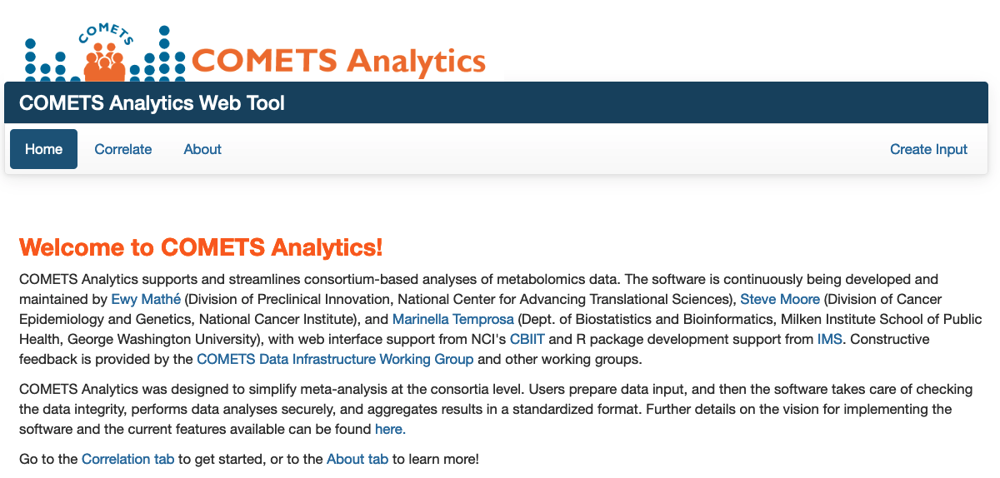 COMETS
COMETS Analytics
COMETS Analytics Web Tool
Home Correlate About Create Input
Welcome to COMETS Analytics!
COMETS Analytics supports and streamlines consortium-based analyses of metabolomics data. The software is continuously being developed and
maintained by Ewy Mathé (Division of Preclinical Innovation, National Center for Advancing Translational Sciences), Steve Moore (Division of Cancer
Epidemiology and Genetics, National Cancer Institute), and Marinella Temprosa (Dept. of Biostatistics and Bioinformatics, Milken Institute School of Public
Health, George Washington University), with web interface support from NCI's CBIIT and R package development support from IMS. Constructive
feedback is provided by the COMETS Data Infrastructure Working Group and other working groups.
COMETS Analytics was designed to simplify meta-analysis at the consortia level. Users prepare data input, and then the software takes care of checking
the data integrity, performs data analyses securely, and aggregates results in a standardized format. Further details on the vision for implementing the
software and the current features available can be found here.
Go to the Correlation tab to get started, or to the About tab to learn more!